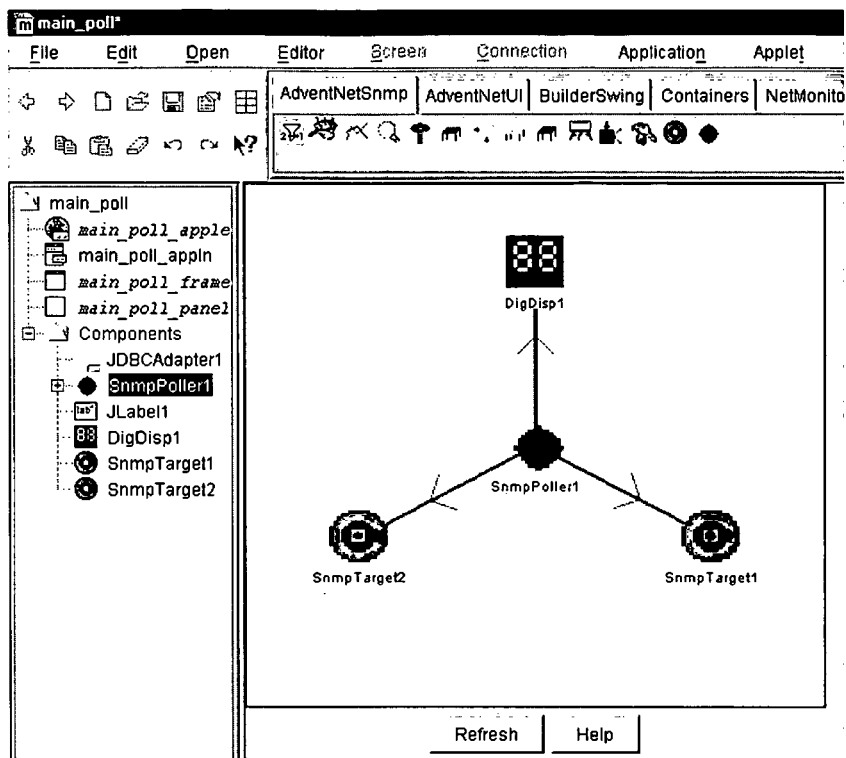 main_poll*
File Edit Open Editor Screen Connection Application Applet
AdventNetSnmp AdventNetUI BuilderSwing Containers NetMonito
main_poll
main_poll_apple
main_poll_appln
main_poll_frame
main_poll_panel
Components
JDBCAdapter1
SnmpPoller1
JLabel1
DigDisp1
SnmpTarget1
SnmpTarget2
88
DigDisp1
SnmpPoller1
SnmpTarget2 SnmpTarget1
Refresh Help